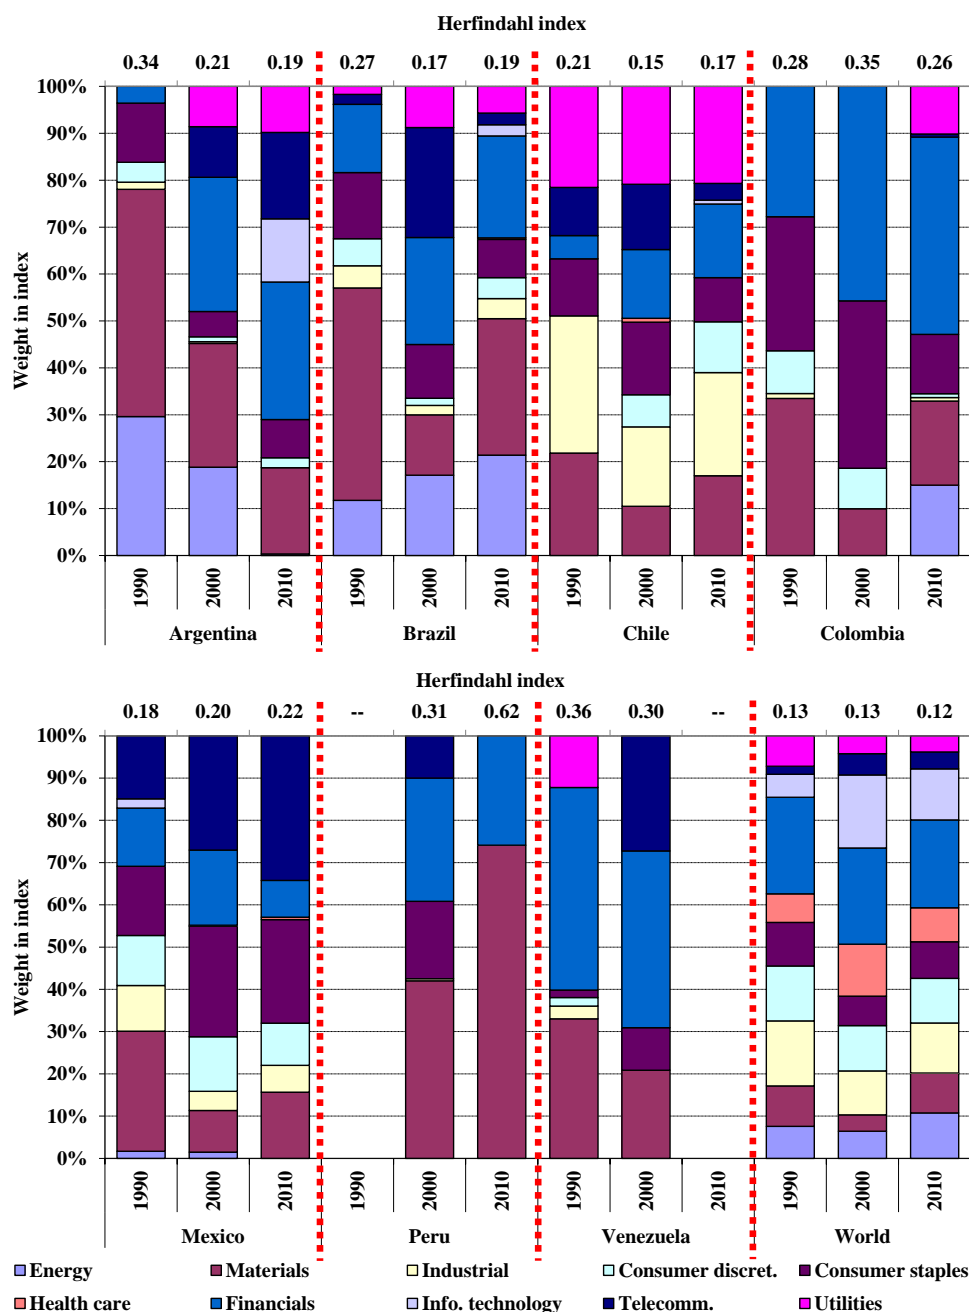 Herfindahl index
0.34 0.21 0.19 0.27 0.17 0.19 0.21 0.15 0.17 0.28 0.35 0.26
100%
90%
80%
70%
60%
50%
40%
30%
20%
10%
0%
Weight in index
1990 2000 2010 1990 2000 2010 1990 2000 2010 1990 2000 2010
Argentina Brazil Chile Colombia
Herfindahl index
0.18 0.20 0.22 -- 0.31 0.62 0.36 0.30 -- 0.13 0.13 0.12
100%
90%
80%
70%
60%
50%
40%
30%
20%
10%
0%
Weight in index
1990 2000 2010 1990 2000 2010 1990 2000 2010 1990 2000 2010
Mexico Peru Venezuela World
Energy Materials Industrial Consumer discret. Consumer staples
Health care Financials Info. technology Telecomm. Utilities